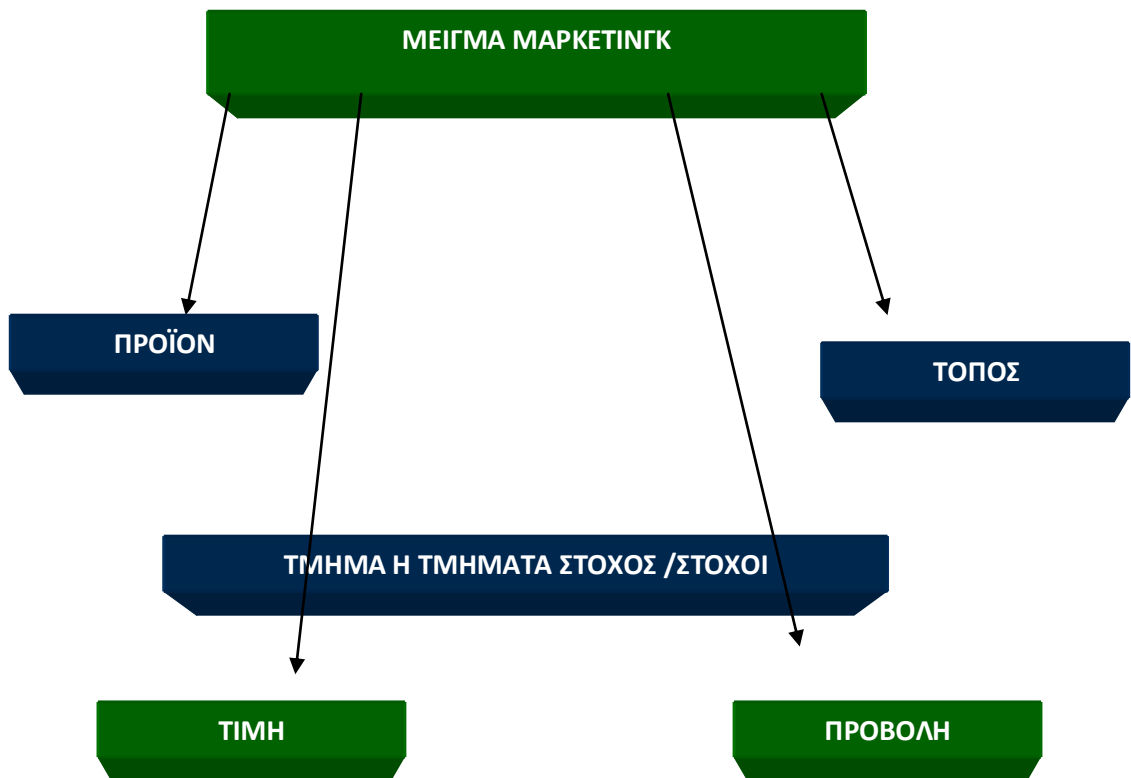 ΜΕΙΓΜΑ ΜΑΡΚΕΤΙΝΓΚ
ΠΡΟΪΟΝ
ΤΟΠΟΣ
ΤΜΗΜΑ Η ΤΜΗΜΑΤΑ ΣΤΟΧΟΣ /ΣΤΟΧΟΙ
ΤΙΜΗ
ΠΡΟΒΟΛΗ